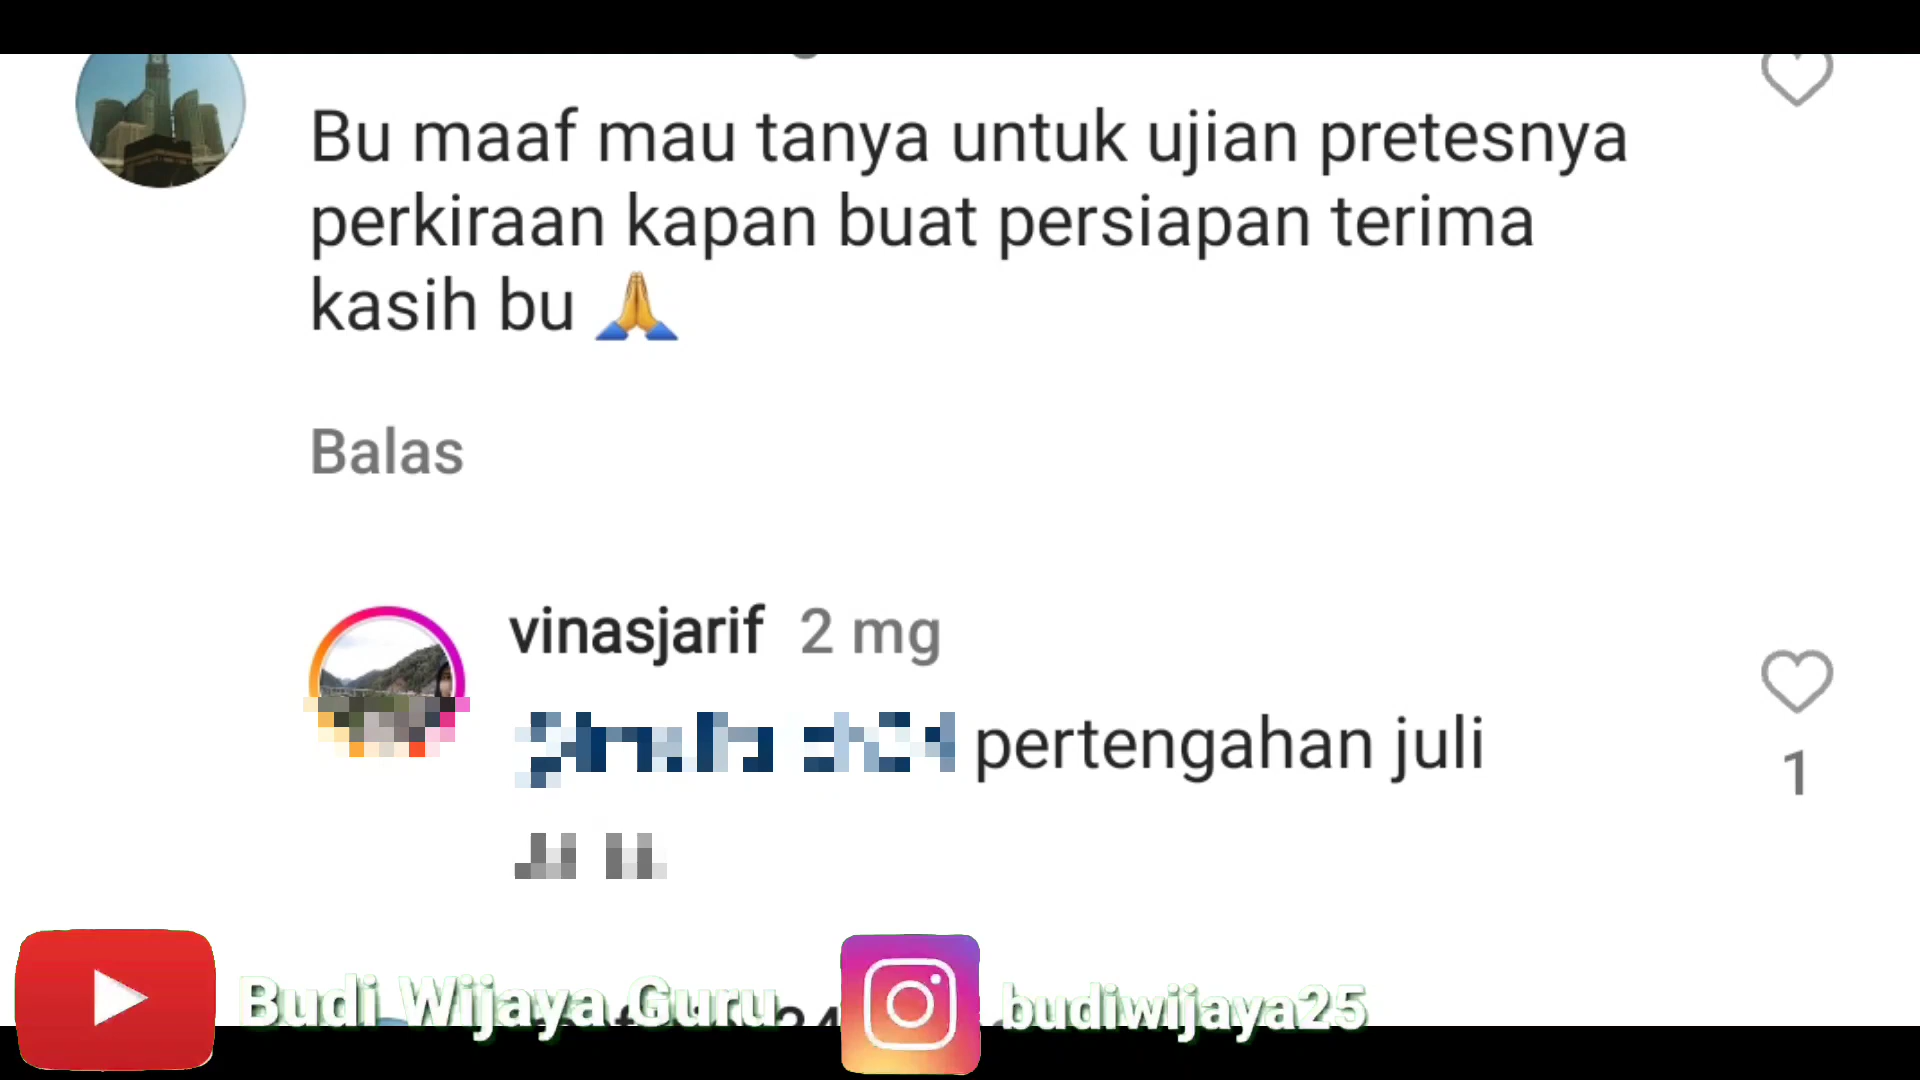 Bu maaf mau tanya untuk ujian pretesnya
perkiraan kapan buat persiapan terima
kasih bu 🙏
Balas
vinasjarif 2 mg
pertengahan juli
1
Budi Wijaya Guru
budiwijaya25